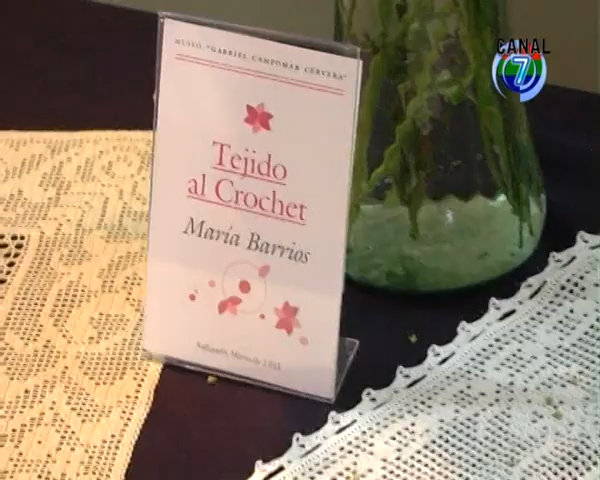 CANAL
7
MUSEO "GABRIEL CAMPOMAR CERVERA"
Tejido
al Crochet
María Barrios